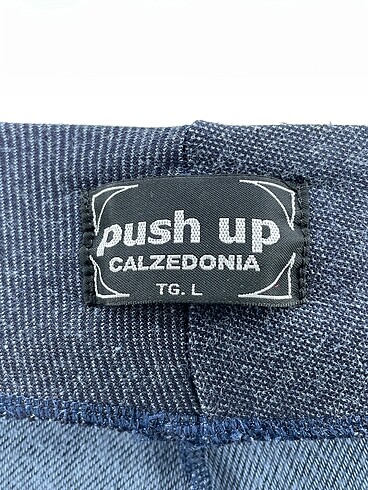 push up
CALZEDONIA
TG. L